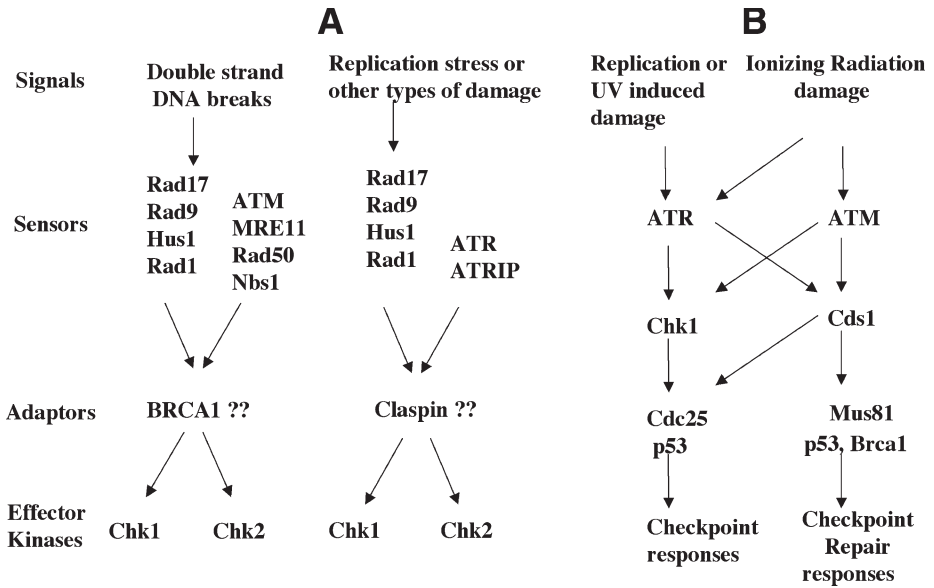 A
B
Signals
Double strand
DNA breaks
Replication stress or
other types of damage
Replication or
UV induced
damage
Ionizing Radiation
damage
Sensors
Rad17
Rad9
Hus1
Rad1
ATM
MRE11
Rad50
Nbs1
Rad17
Rad9
Hus1
Rad1
ATR
ATRIP
ATR
ATM
Chk1
Cds1
Adaptors
BRCA1 ??
Claspin ??
Cdc25
p53
Mus81
p53, Brca1
Effector
Kinases
Chk1
Chk2
Chk1
Chk2
Checkpoint
responses
Checkpoint
Repair
responses